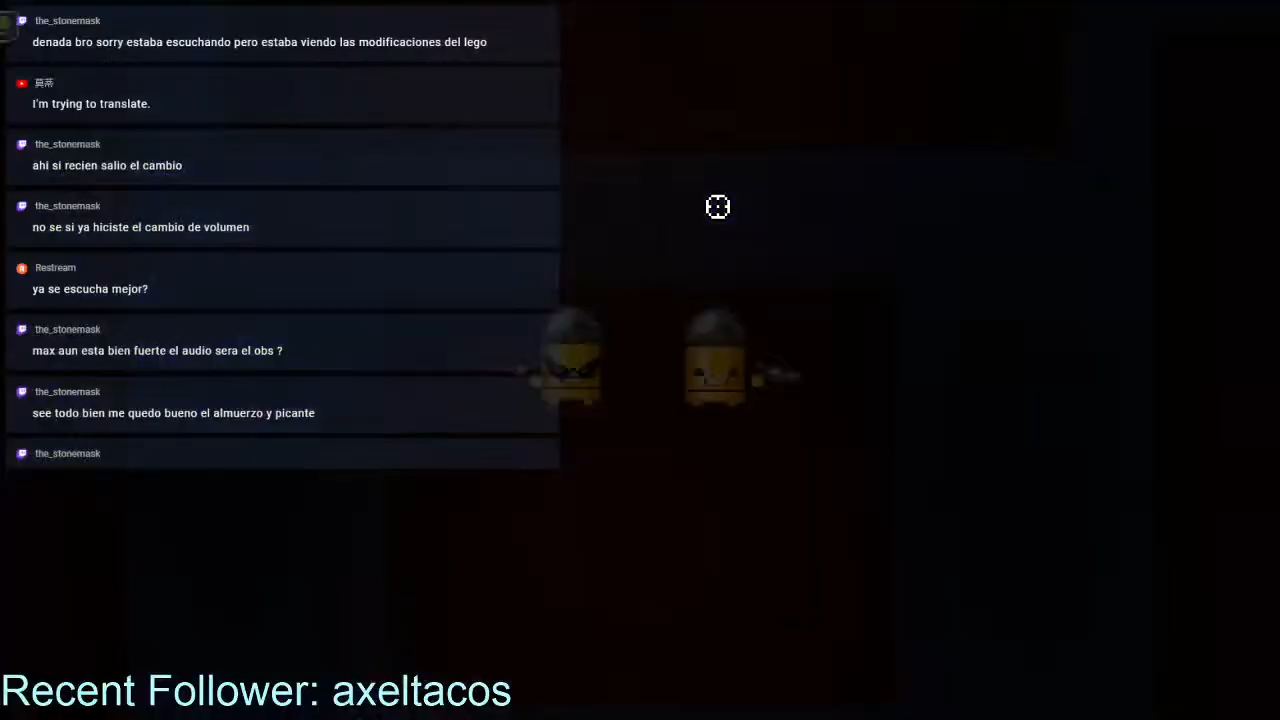 the_stonemask
denada bro sorry estaba escuchando pero estaba viendo las modificaciones del lego
莫蒂
I'm trying to translate.
the_stonemask
ahi si recien salio el cambio
the_stonemask
no se si ya hiciste el cambio de volumen
Restream
ya se escucha mejor?
the_stonemask
max aun esta bien fuerte el audio sera el obs ?
the_stonemask
see todo bien me quedo bueno el almuerzo y picante
the_stonemask
Recent Follower: axeltacos